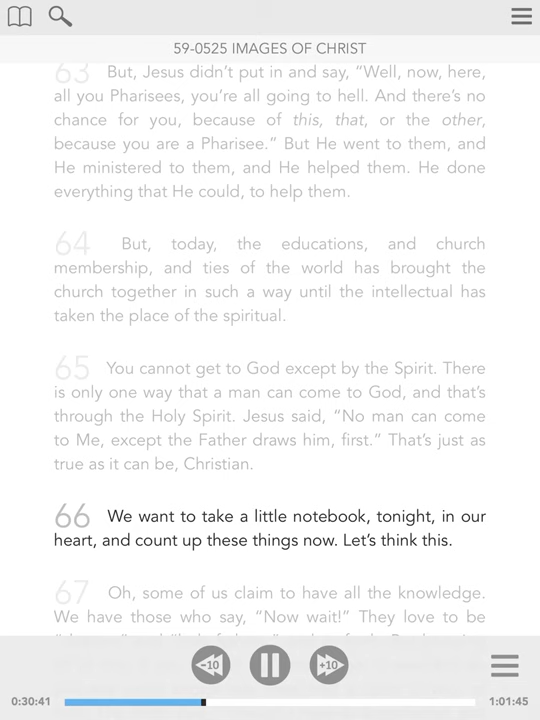 59-0525 IMAGES OF CHRIST
63 But, Jesus didn't put in and say, "Well, now, here,
all you Pharisees, you're all going to hell. And there's no
chance for you, because of this, that, or the other,
because you are a Pharisee." But He went to them, and
He ministered to them, and He helped them. He done
everything that He could, to help them.
64 But, today, the educations, and church
membership, and ties of the world has brought the
church together in such a way until the intellectual has
taken the place of the spiritual.
65 You cannot get to God except by the Spirit. There
is only one way that a man can come to God, and that's
through the Holy Spirit. Jesus said, "No man can come
to Me, except the Father draws him, first." That's just as
true as it can be, Christian.
66 We want to take a little notebook, tonight, in our
heart, and count up these things now. Let's think this.
67 Oh, some of us claim to have all the knowledge.
We have those who say, "Now wait!" They love to be
-10 +10
0:30:41 1:01:45